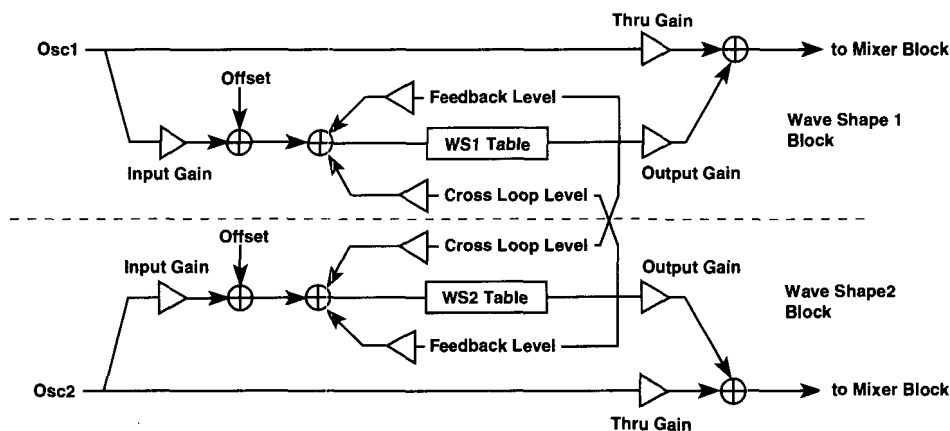 Thru Gain
Osc1
to Mixer Block
Offset
Feedback Level
Wave Shape 1
Block
WS1 Table
Input Gain
Output Gain
Cross Loop Level
Offset
Cross Loop Level
Input Gain
Output Gain
WS2 Table
Wave Shape2
Block
Feedback Level
Osc2
to Mixer Block
Thru Gain